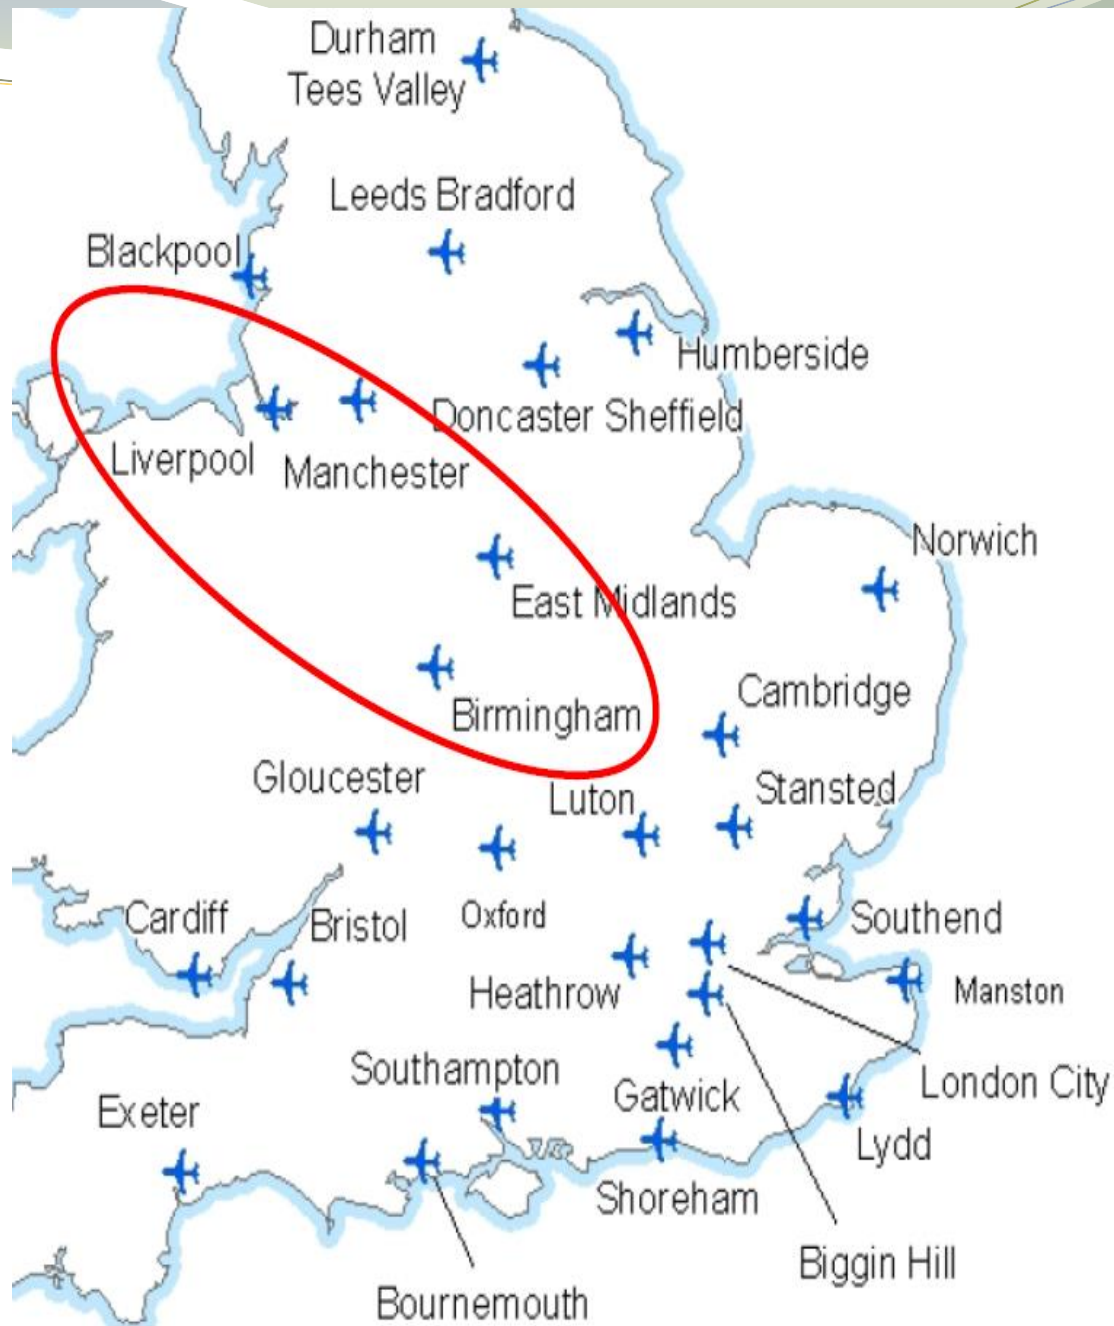 Durham
Tees Valley
Leeds Bradford
Blackpool
Humberside
Doncaster Sheffield
Liverpool
Manchester
Norwich
East Midlands
Cambridge
Birmingham
Gloucester
Stansted
Luton
Cardiff
Bristol
Oxford
Southend
Heathrow
Manston
Southampton
London City
Gatwick
Exeter
Lydd
Shoreham
Biggin Hill
Bournemouth